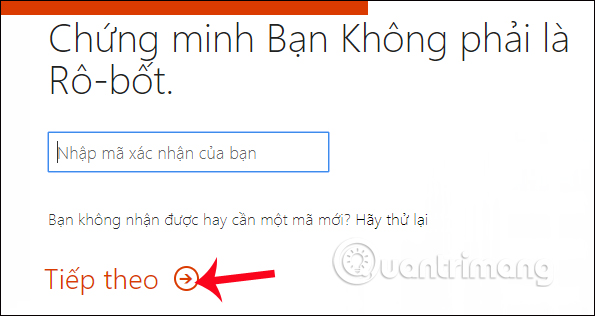 Chứng minh Bạn Không phải là
Rô-bốt.
Nhập mã xác nhận của bạn
Bạn không nhận được hay cần một mã mới? Hãy thử lại
Tiếp theo
Quantrimang